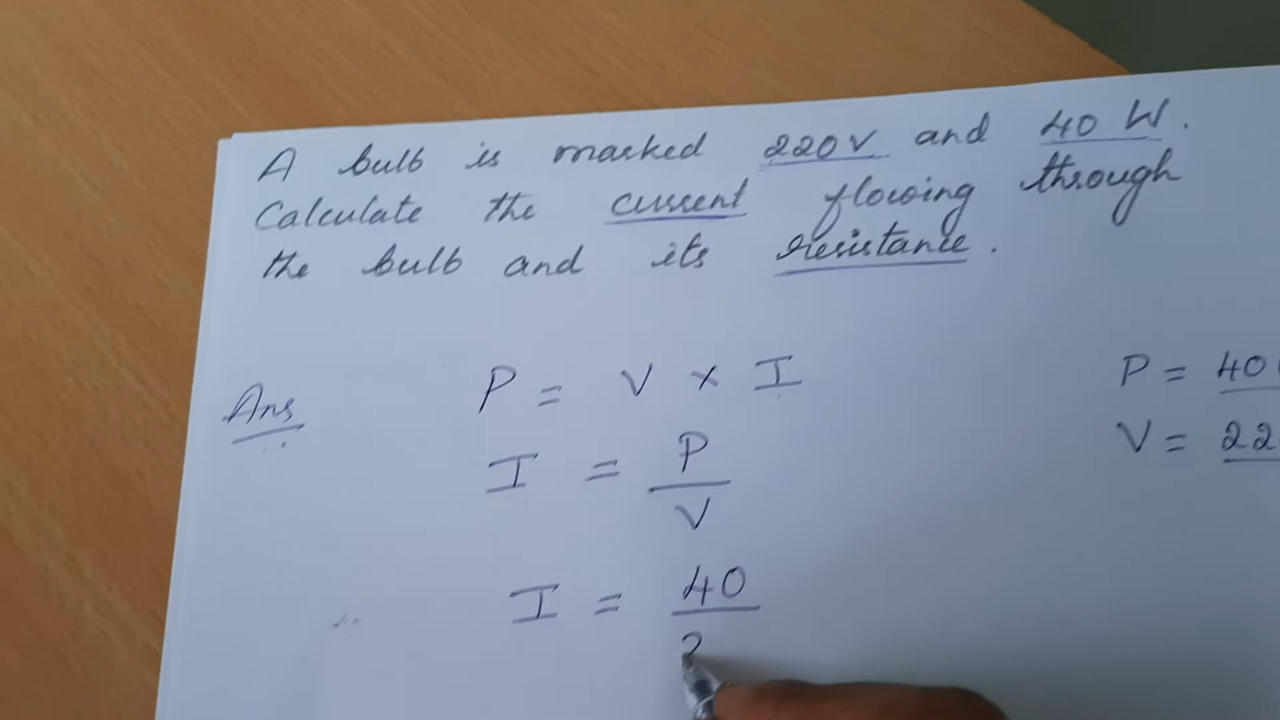 A bulb is marked 220V and 40 W.
Calculate the current flowing through
the bulb and its resistance.
Ans
P = V × I
I = P
V
I = 40
2
P = 40
V = 22